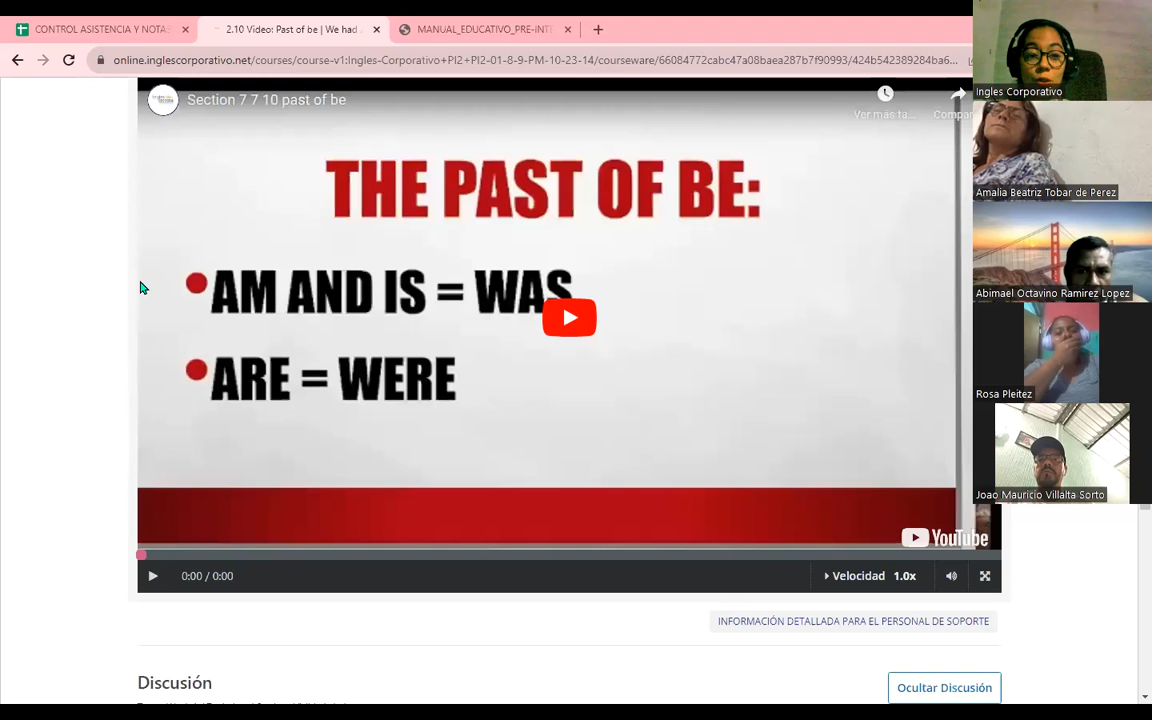 CONTROL ASISTENCIA Y NOTAS
2.10 Video: Past of be | We had
MANUAL_EDUCATIVO_PRE-INTE
online.inglescorporativo.net/courses/course-v1:Ingles-Corporativo+PI2+PI2-01-8-9-PM-10-23-14/courseware/66084772cabc47a08baea287b7f90993/424b542389284ba6...
Section 7 7 10 past of be
Ver más ta...
Compar
THE PAST OF BE:
AM AND IS = WAS
ARE = WERE
YouTube
0:00 / 0:00
Velocidad 1.0x
INFORMACIÓN DETALLADA PARA EL PERSONAL DE SOPORTE
Discusión
Ocultar Discusión
Ingles Corporativo
Amalia Beatriz Tobar de Perez
Abimael Octavino Ramirez Lopez
Rosa Pleitez
Joao Mauricio Villalta Sorto